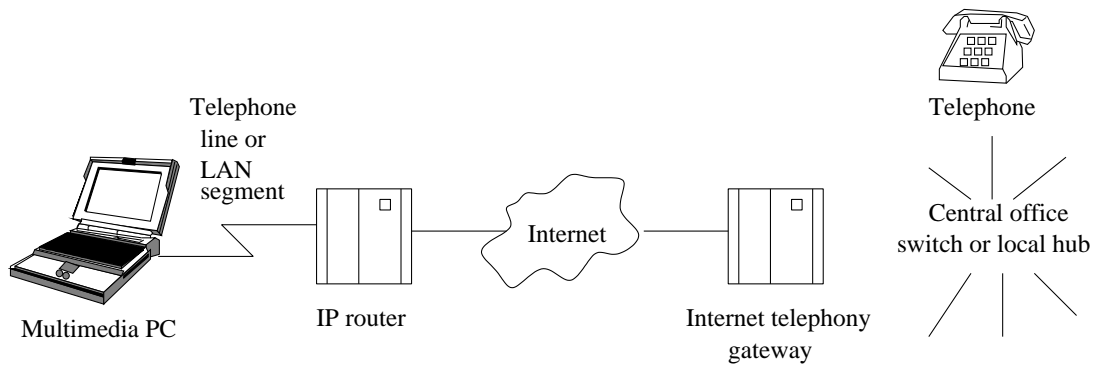 Telephone
line or
LAN
segment
Multimedia PC
IP router
Internet
Internet telephony
gateway
Telephone
Central office
switch or local hub